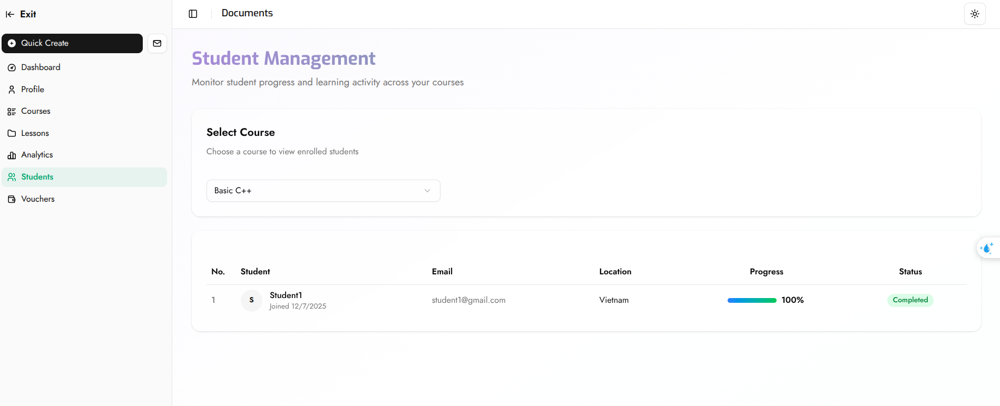 Exit
Documents
Quick Create
Dashboard
Profile
Courses
Lessons
Analytics
Students
Vouchers
Student Management
Monitor student progress and learning activity across your courses
Select Course
Choose a course to view enrolled students
Basic C++
No. Student Email Location Progress Status
1 S Student1 student1@gmail.com Vietnam 100% Completed
Joined 12/7/2025